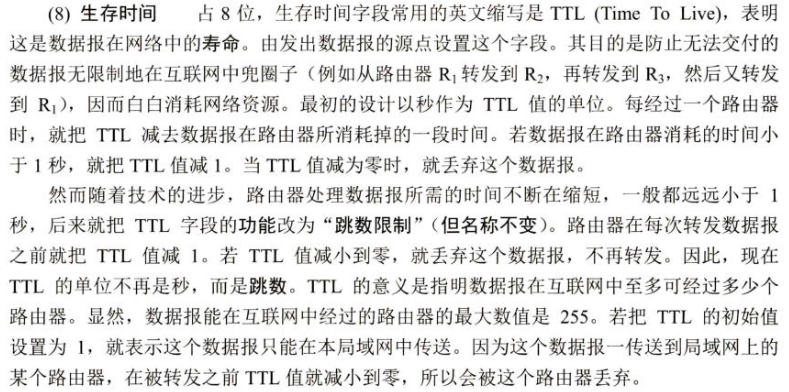 (8) 生存时间 占 8 位，生存时间字段常用的英文缩写是 TTL (Time To Live)，表明
这是数据报在网络中的寿命。由发出数据报的源点设置这个字段。其目的是防止无法交付的
数据报无限制地在互联网中兜圈子（例如从路由器 R₁ 转发到 R₂，再转发到 R₃，然后又转发
到 R₁），因而白白消耗网络资源。最初的设计以秒作为 TTL 值的单位。每经过一个路由器
时，就把 TTL 减去数据报在路由器所消耗掉的一段时间。若数据报在路由器消耗的时间小
于 1 秒，就把 TTL 值减 1。当 TTL 值减为零时，就丢弃这个数据报。
然而随着技术的进步，路由器处理数据报所需的时间不断在缩短，一般都远远小于 1
秒，后来就把 TTL 字段的功能改为“跳数限制”（但名称不变）。路由器在每次转发数据报
之前就把 TTL 值减 1。若 TTL 值减小到零，就丢弃这个数据报，不再转发。因此，现在
TTL 的单位不再是秒，而是跳数。TTL 的意义是指明数据报在互联网中至多可经过多少个
路由器。显然，数据报能在互联网中经过的路由器的最大数值是 255。若把 TTL 的初始值
设置为 1，就表示这个数据报只能在本局域网中传送。因为这个数据报一传送到局域网上的
某个路由器，在被转发之前 TTL 值就减小到零，所以会被这个路由器丢弃。